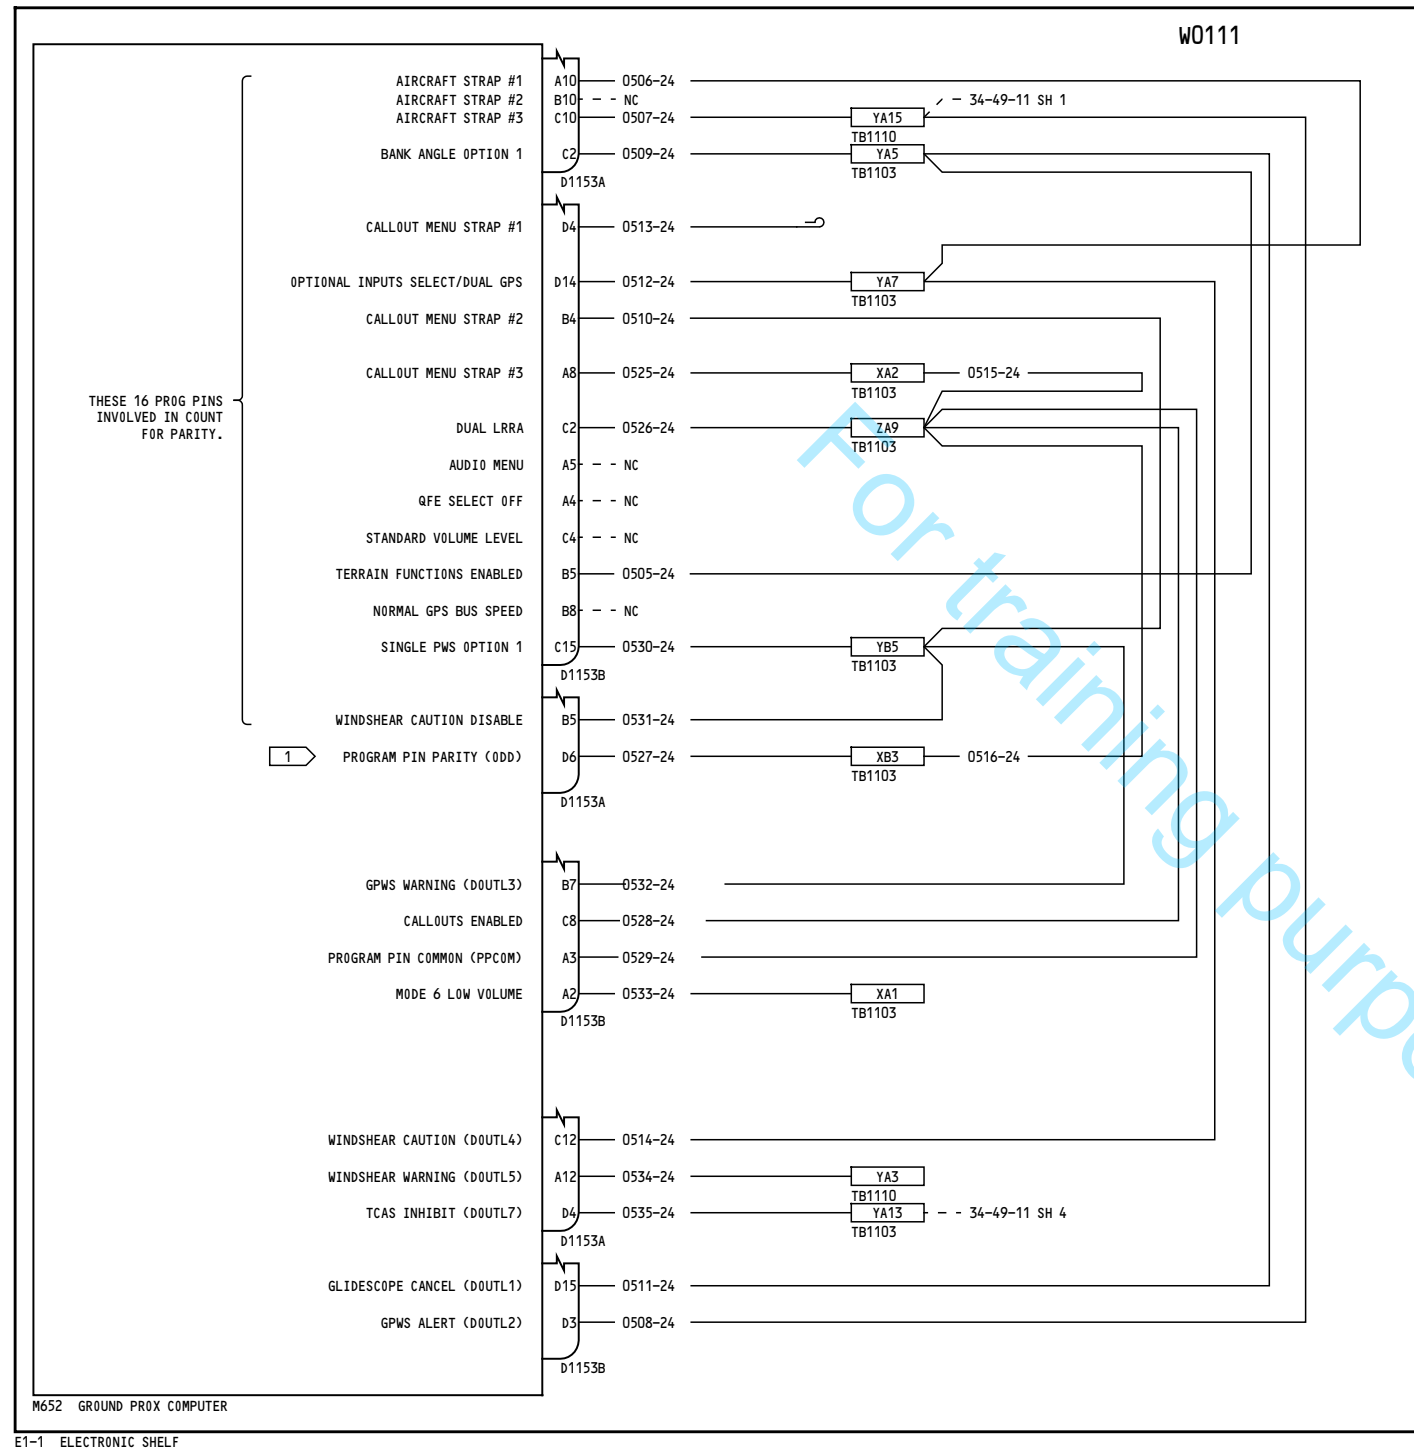 W0111
AIRCRAFT STRAP #1 A10 0506-24
AIRCRAFT STRAP #2 B10 NC 34-49-11 SH 1
AIRCRAFT STRAP #3 C10 0507-24 YA15
TB1110
BANK ANGLE OPTION 1 C2 0509-24 YA5
TB1103
D1153A
CALLOUT MENU STRAP #1 D4 0513-24
OPTIONAL INPUTS SELECT/DUAL GPS D14 0512-24 YA7
TB1103
CALLOUT MENU STRAP #2 B4 0510-24
CALLOUT MENU STRAP #3 A8 0525-24 XA2 0515-24
TB1103
THESE 16 PROG PINS
INVOLVED IN COUNT
FOR PARITY.
DUAL LRRA C2 0526-24 ZA9
TB1103
AUDIO MENU A5 NC
QFE SELECT OFF A4 NC
STANDARD VOLUME LEVEL C4 NC
TERRAIN FUNCTIONS ENABLED B5 0505-24
NORMAL GPS BUS SPEED B8 NC
SINGLE PWS OPTION 1 C15 0530-24 YB5
TB1103
D1153B
WINDSHEAR CAUTION DISABLE B5 0531-24
1 PROGRAM PIN PARITY (ODD) D6 0527-24 XB3 0516-24
TB1103
D1153A
GPWS WARNING (DOUTL3) B7 0532-24
CALLOUTS ENABLED C8 0528-24
PROGRAM PIN COMMON (PPCOM) A3 0529-24
MODE 6 LOW VOLUME A2 0533-24 XA1
TB1103
D1153B
WINDSHEAR CAUTION (DOUTL4) C12 0514-24
WINDSHEAR WARNING (DOUTL5) A12 0534-24 YA3
TB1110
TCAS INHIBIT (DOUTL7) D4 0535-24 YA13 34-49-11 SH 4
TB1103
D1153A
GLIDESCOPE CANCEL (DOUTL1) D15 0511-24
GPWS ALERT (DOUTL2) D3 0508-24
D1153B
M652 GROUND PROX COMPUTER
E1-1 ELECTRONIC SHELF
For training purpo